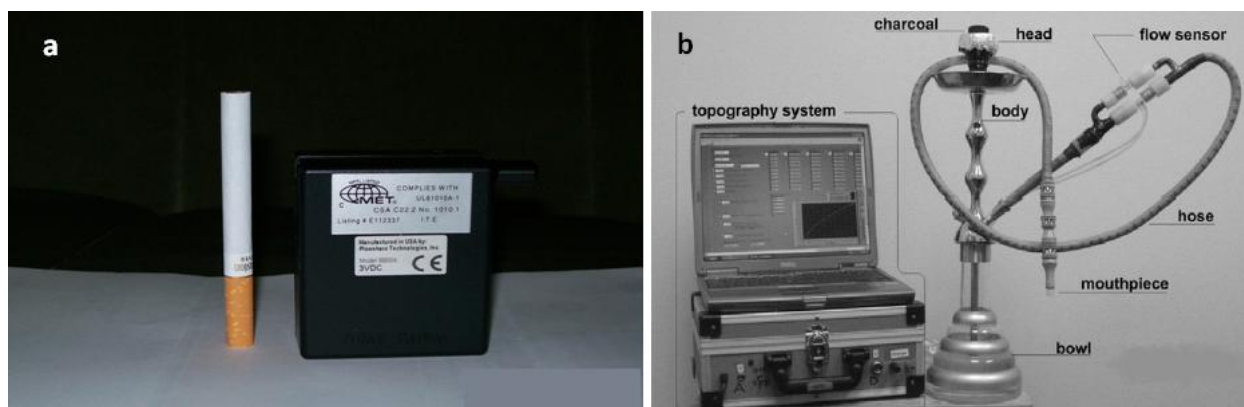 a
COMPLIES WITH
MET
UL61010A-1
C
CSA C22.2 No. 1010.1
Listing # E112337
I.T.E.
Manufactured in USA by:
Plowshare Technologies, Inc.
3VDC
CE
b
charcoal
head
flow sensor
topography system
body
hose
mouthpiece
bowl